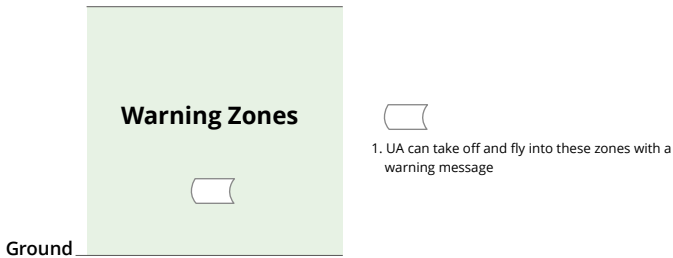 Warning Zones
1. UA can take off and fly into these zones with a
warning message
Ground